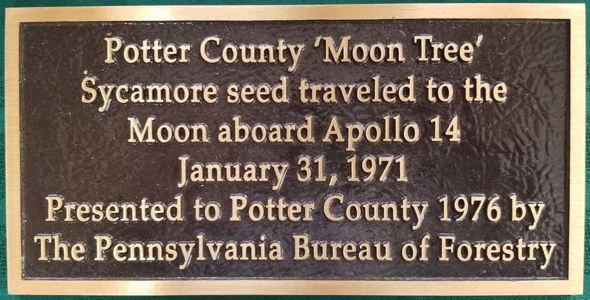 Potter County ‘Moon Tree’
Sycamore seed traveled to the
Moon aboard Apollo 14
January 31, 1971
Presented to Potter County 1976 by
The Pennsylvania Bureau of Forestry